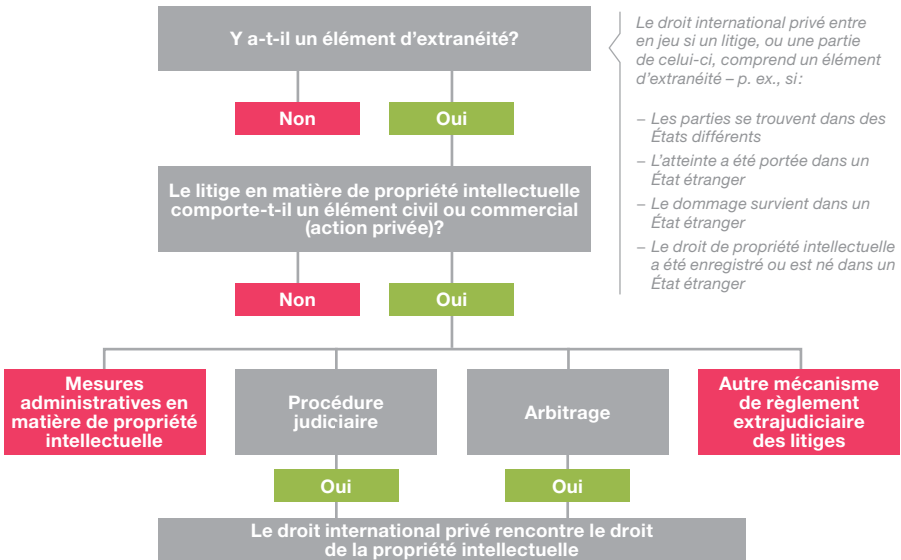 Y a-t-il un élément d’extranéité?
Non
Oui
Le droit international privé entre
en jeu si un litige, ou une partie
de celui-ci, comprend un élément
d’extranéité – p. ex., si:
– Les parties se trouvent dans des
États différents
– L’atteinte a été portée dans un
État étranger
– Le dommage survient dans un
État étranger
– Le droit de propriété intellectuelle
a été enregistré ou est né dans un
État étranger
Le litige en matière de propriété intellectuelle
comporte-t-il un élément civil ou commercial
(action privée)?
Non
Oui
Mesures
administratives en
matière de propriété
intellectuelle
Procédure
judiciaire
Arbitrage
Autre mécanisme
de règlement
extrajudiciaire
des litiges
Oui
Oui
Le droit international privé rencontre le droit
de la propriété intellectuelle